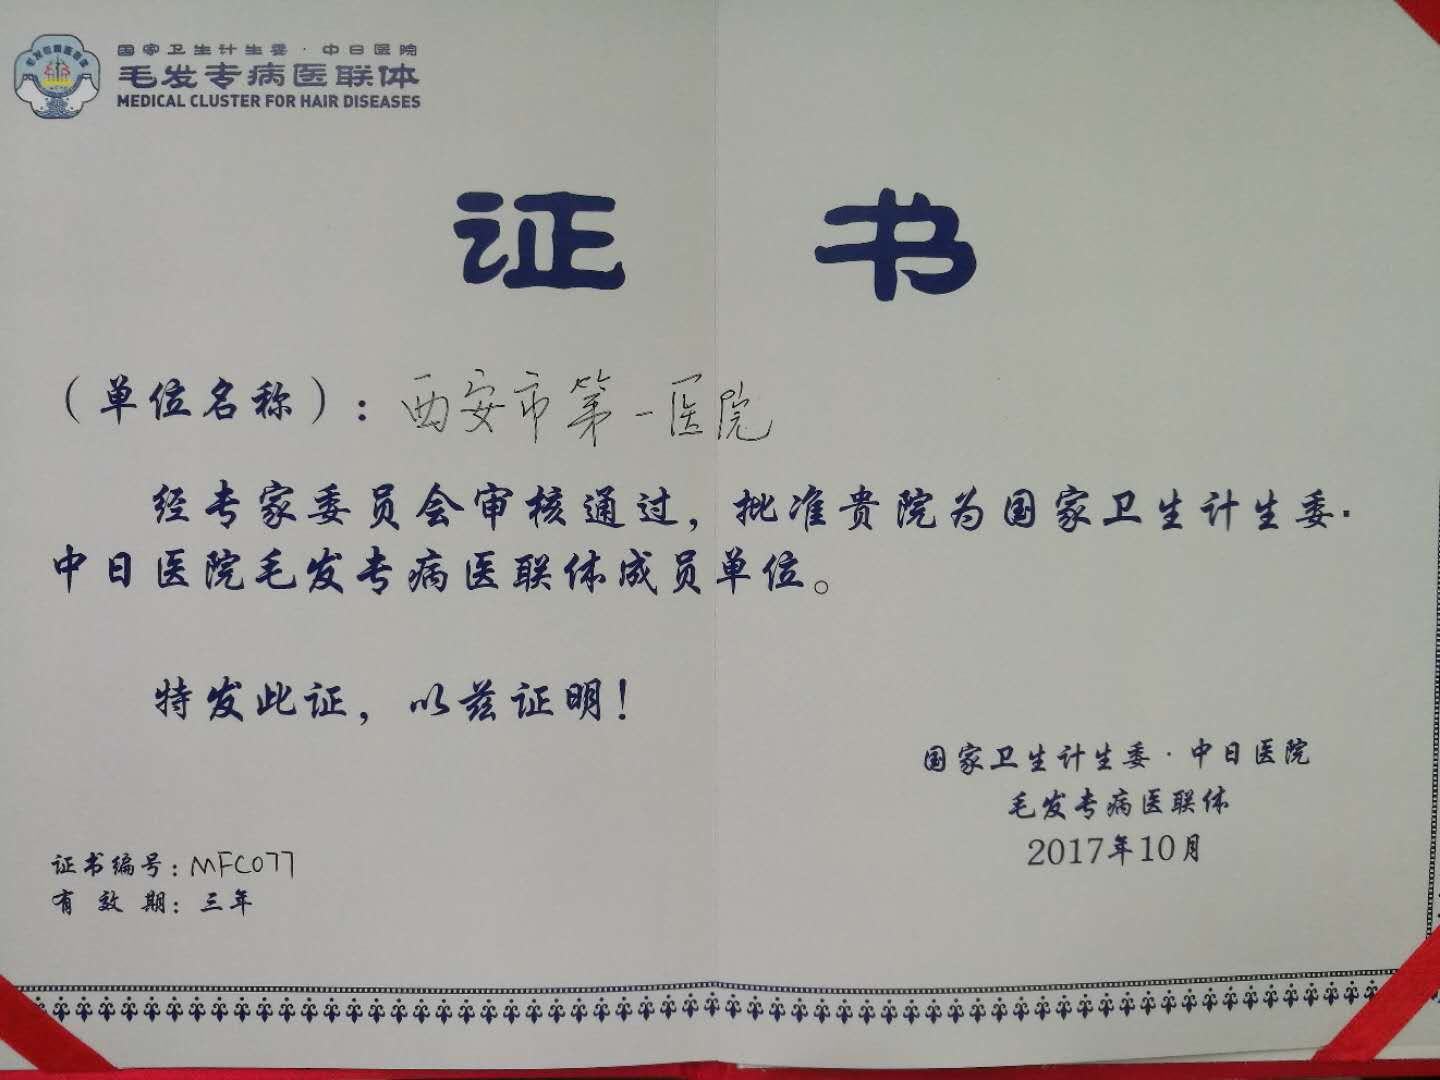 国家卫生计生委·中日医院
毛发专病医联体
MEDICAL CLUSTER FOR HAIR DISEASES
证书
（单位名称）：西安市第一医院
经专家委员会审核通过，批准贵院为国家卫生计生委·
中日医院毛发专病医联体成员单位。
特发此证，以兹证明！
国家卫生计生委·中日医院
毛发专病医联体
2017年10月
证书编号：MFC077
有效期：三年